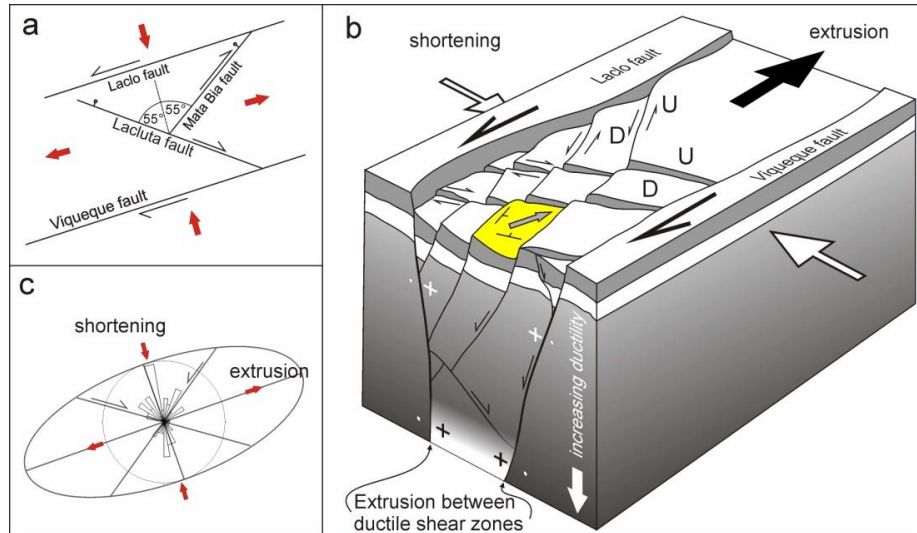 a
Laclo fault
Mata Bia fault
55°
55°
Lacluta fault
Viqueque fault
b
shortening
extrusion
Laclo fault
U
D
U
D
Viqueque fault
increasing ductility
Extrusion between
ductile shear zones
c
shortening
extrusion